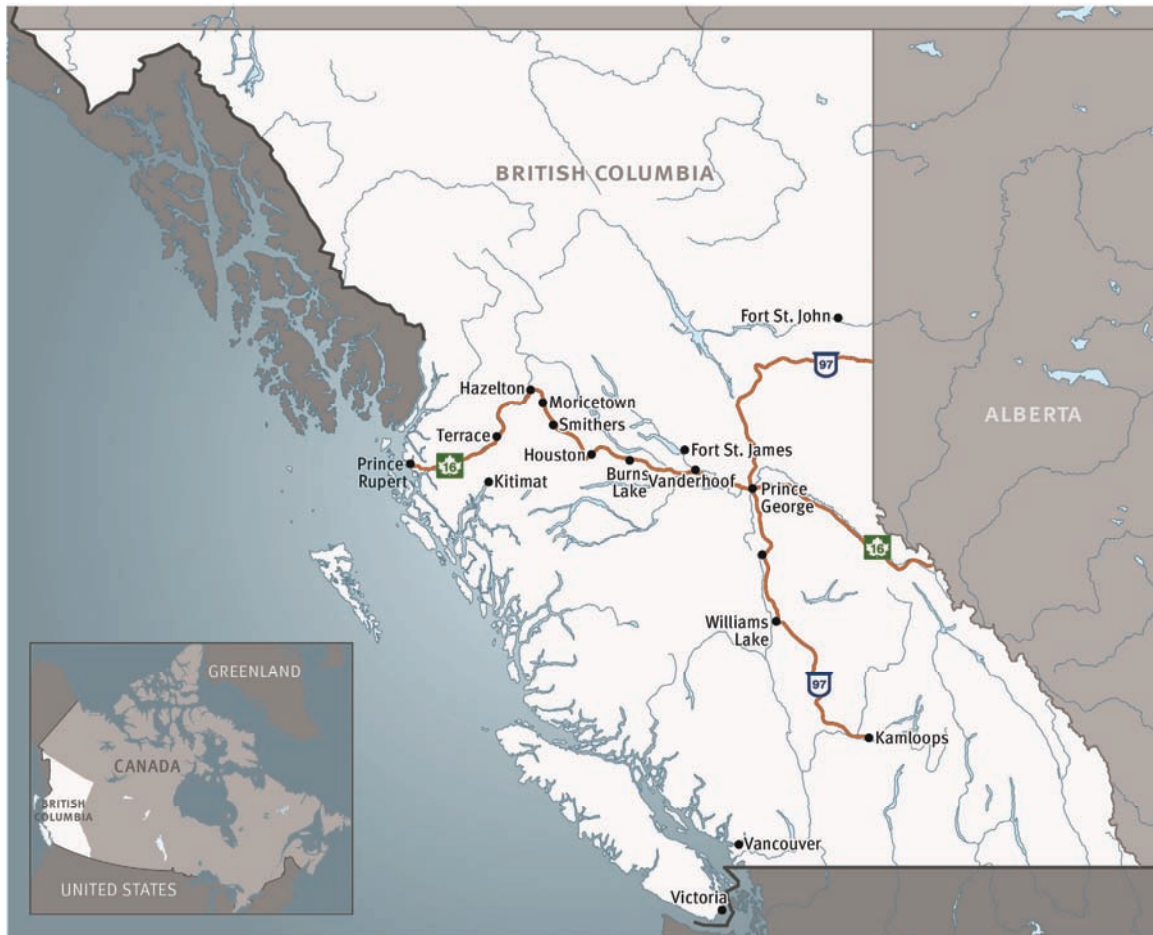 BRITISH COLUMBIA
Fort St. John
97
ALBERTA
Hazelton
Moricetown
Smithers
Terrace
Fort St. James
Houston
Prince
Rupert
16
Kitimat
Burns
Lake
Vanderhoof
Prince
George
16
Williams
Lake
97
Kamloops
GREENLAND
CANADA
BRITISH
COLUMBIA
UNITED STATES
Vancouver
Victoria